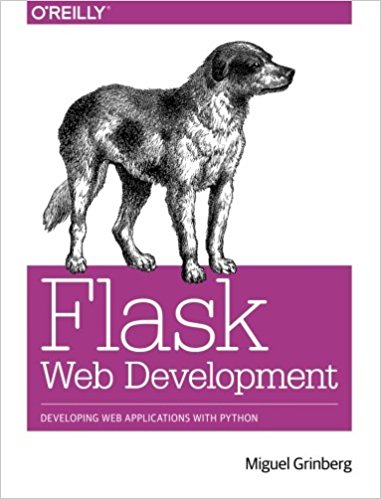 O'REILLY®
Flask
Web Development
DEVELOPING WEB APPLICATIONS WITH PYTHON
Miguel Grinberg